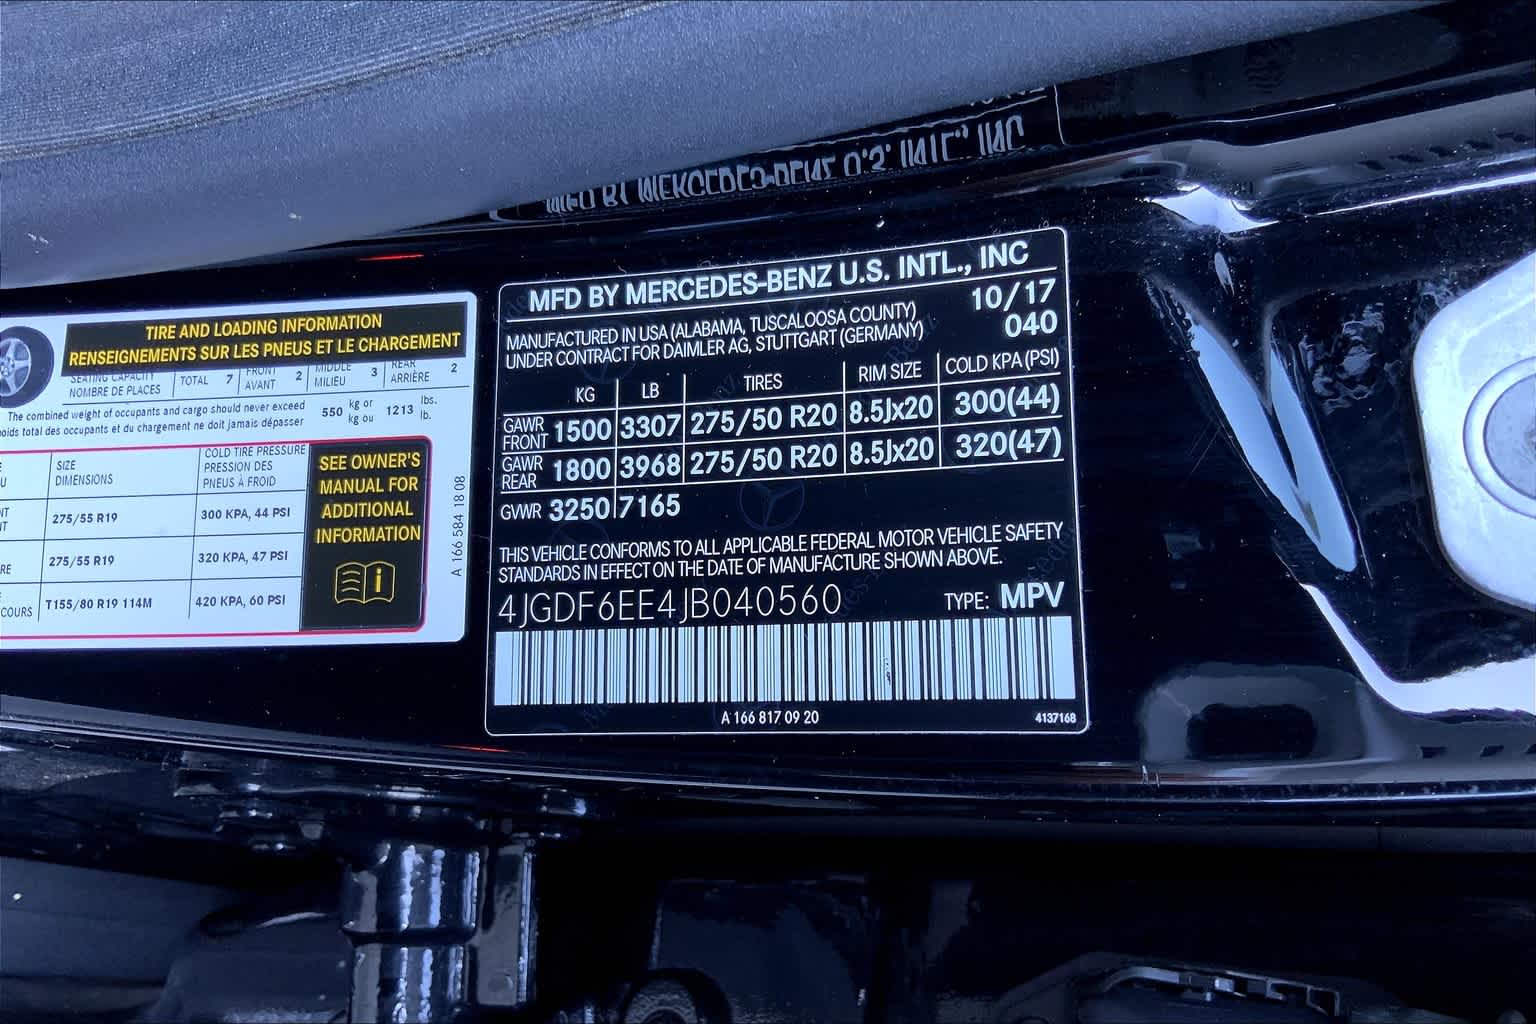 TIRE AND LOADING INFORMATION
RENSEIGNEMENTS SUR LES PNEUS ET LE CHARGEMENT
SEATING CAPACITY
NOMBRE DE PLACES
TOTAL 7
FRONT
AVANT 2
MIDDLE
MILIEU 3
REAR
ARRIÈRE 2
The combined weight of occupants and cargo should never exceed 550 kg or 1213 lbs.
total des occupants et du chargement ne doit jamais dépasser kg ou lb.
SIZE
DIMENSIONS
COLD TIRE PRESSURE
PRESSION DES
PNEUS À FROID
275/55 R19 300 KPA, 44 PSI
275/55 R19 320 KPA, 47 PSI
T155/80 R19 114M 420 KPA, 60 PSI
SEE OWNER'S
MANUAL FOR
ADDITIONAL
INFORMATION
A 166 584 18 08
MFD BY MERCEDES-BENZ U.S. INTL., INC
MANUFACTURED IN USA (ALABAMA, TUSCALOOSA COUNTY) 10/17
UNDER CONTRACT FOR DAIMLER AG, STUTTGART (GERMANY) 040
KG LB TIRES RIM SIZE COLD KPA (PSI)
GAWR
FRONT 1500 3307 275/50 R20 8.5Jx20 300(44)
GAWR
REAR 1800 3968 275/50 R20 8.5Jx20 320(47)
GVWR 3250 7165
THIS VEHICLE CONFORMS TO ALL APPLICABLE FEDERAL MOTOR VEHICLE SAFETY
STANDARDS IN EFFECT ON THE DATE OF MANUFACTURE SHOWN ABOVE.
4JGDF6EE4JB040560 TYPE: MPV
A 166 817 09 20 4137168